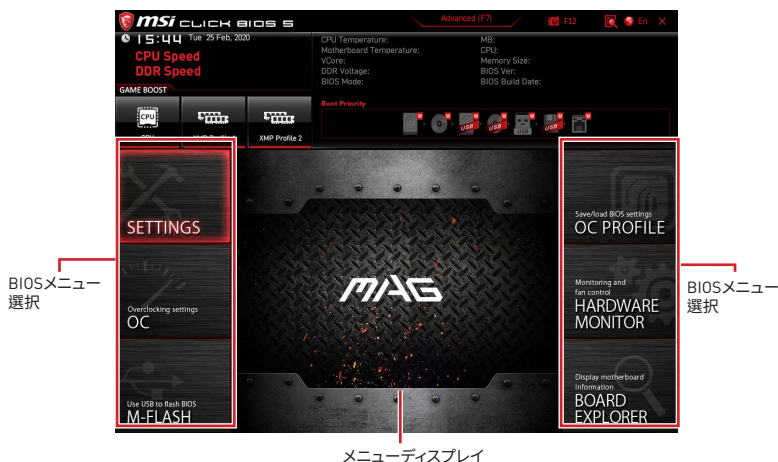 msi CLICK BIOS 5
Advanced (F7)
F12
En
15:44 Tue 25 Feb, 2020
CPU Speed
DDR Speed
GAME BOOST
CPU
XMP Profile 2
CPU Temperature:
Motherboard Temperature:
VCore:
DDR Voltage:
BIOS Mode:
MB:
CPU:
Memory Size:
BIOS Ver:
BIOS Build Date:
Boot Priority
U U U U U U U
USB USB USB USB
BIOSメニュー
選択
SETTINGS
Overclocking settings
OC
Use USB to flash BIOS
M-FLASH
MAG
Save/load BIOS settings
OC PROFILE
Monitoring and
fan control
HARDWARE
MONITOR
Display motherboard
information
BOARD
EXPLORER
BIOSメニュー
選択
メニューディスプレイ